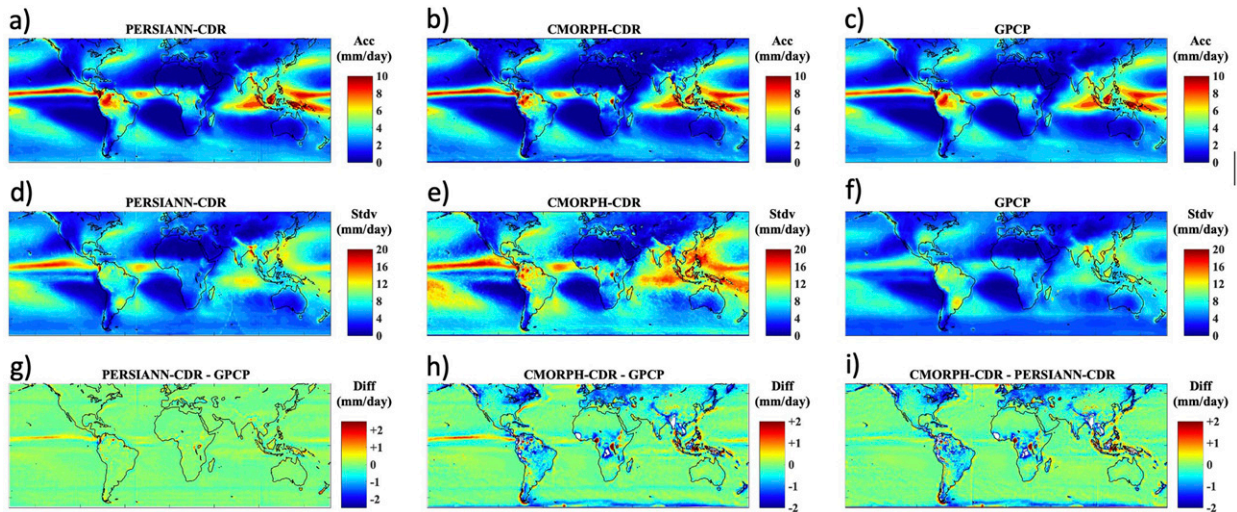 a)
PERSIANN-CDR
Acc
(mm/day)
10
8
6
4
2
0
b)
CMORPH-CDR
Acc
(mm/day)
10
8
6
4
2
0
c)
GPCP
Acc
(mm/day)
10
8
6
4
2
0
d)
PERSIANN-CDR
Stdv
(mm/day)
20
16
12
8
4
0
e)
CMORPH-CDR
Stdv
(mm/day)
20
16
12
8
4
0
f)
GPCP
Stdv
(mm/day)
20
16
12
8
4
0
g)
PERSIANN-CDR - GPCP
Diff
(mm/day)
+2
+1
0
-1
-2
h)
CMORPH-CDR - GPCP
Diff
(mm/day)
+2
+1
0
-1
-2
i)
CMORPH-CDR - PERSIANN-CDR
Diff
(mm/day)
+2
+1
0
-1
-2